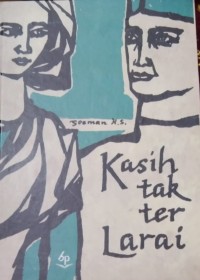 Soeman H.S.
Kasih
tak
ter
Larai
bp